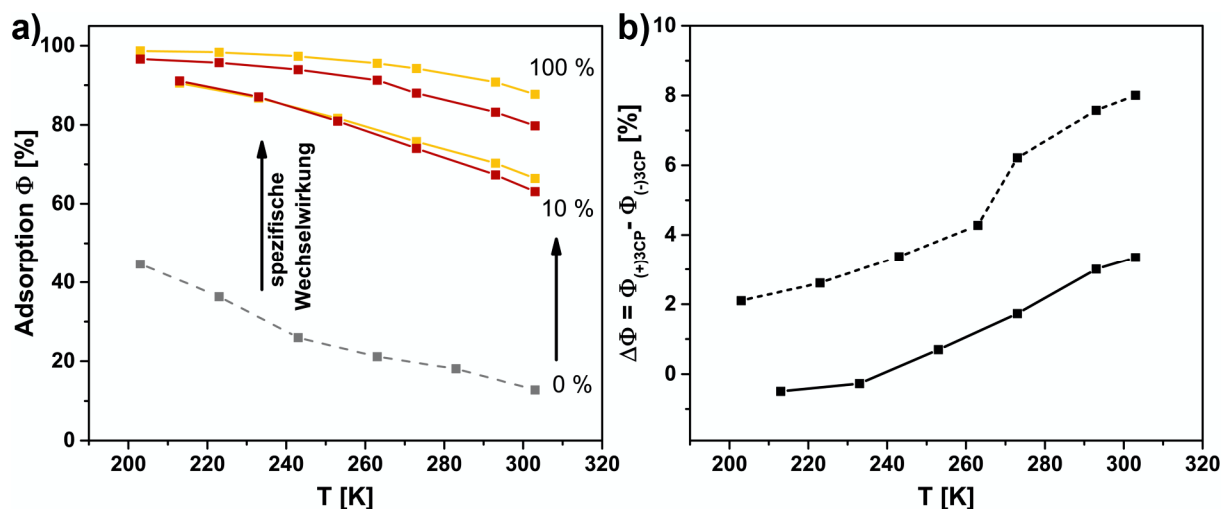 a)
Adsorption Φ [%]
100
80
60
40
20
0
100 %
10 %
0 %
spezifische
Wechselwirkung
200 220 240 260 280 300 320
T [K]
b)
ΔΦ = Φ(+)3CP- Φ(-)3CP [%]
10
8
6
4
2
0
200 220 240 260 280 300 320
T [K]